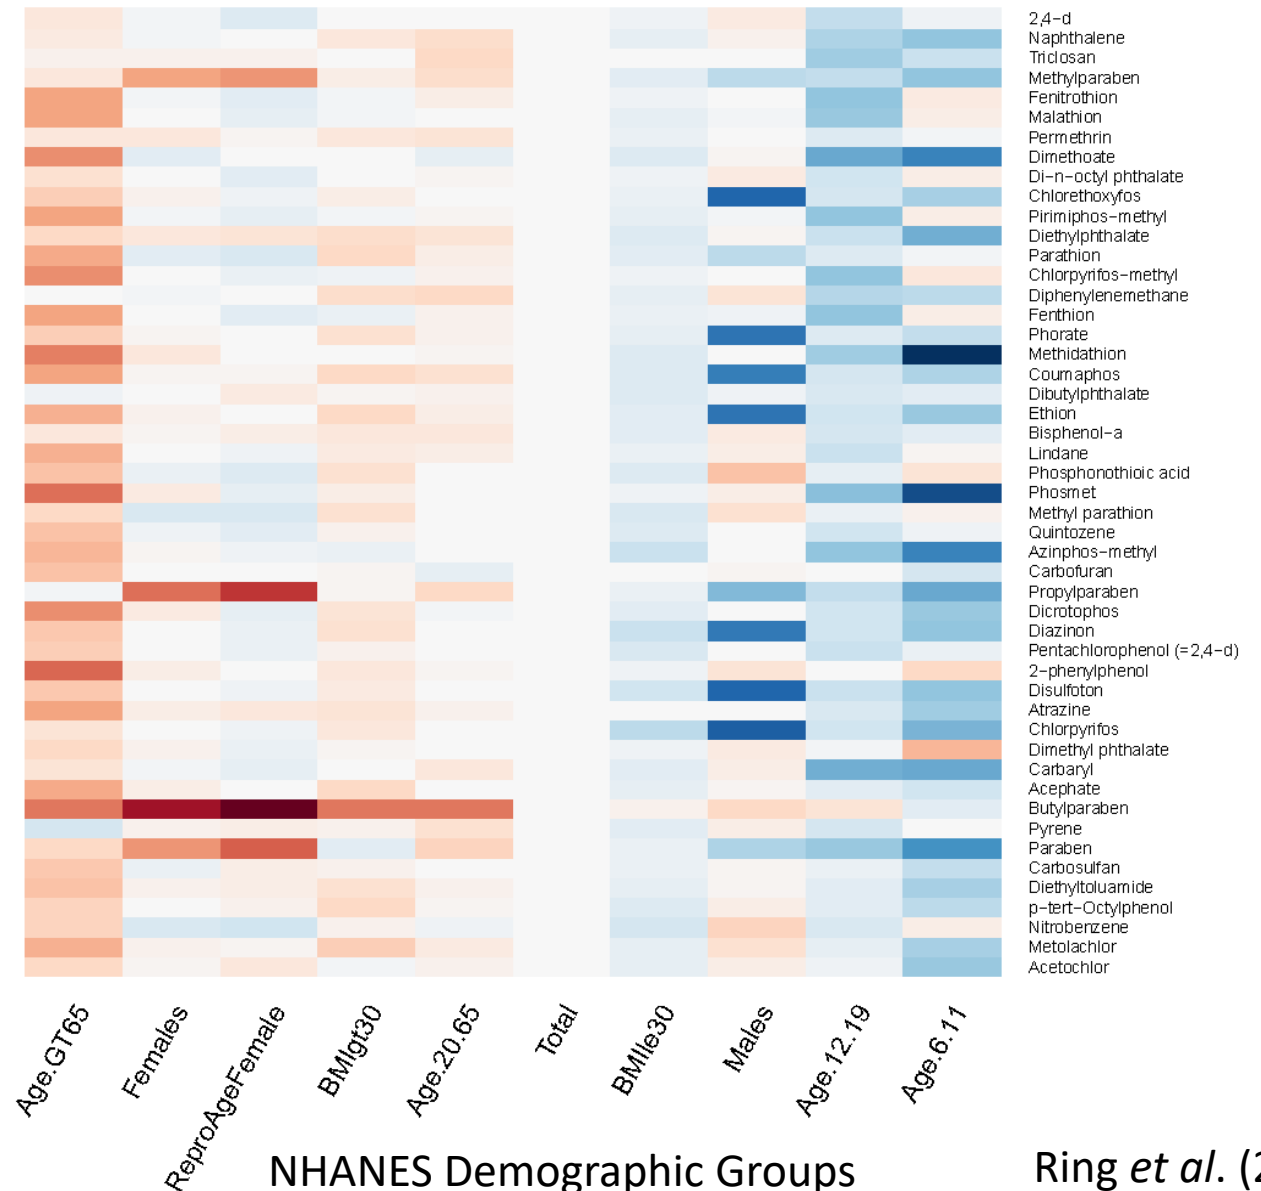 2,4-d
Naphthalene
Triclosan
Methylparaben
Fenitrothion
Malathion
Permethrin
Dimethoate
Di-n-octyl phthalate
Chlorethoxyfos
Pirimiphos-methyl
Diethylphthalate
Parathion
Chlorpyrifos-methyl
Diphenylenemethane
Fenthion
Phorate
Methidathion
Coumaphos
Dibutylphthalate
Ethion
Bisphenol-a
Lindane
Phosphonothioic acid
Phosmet
Methyl parathion
Quintozene
Azinphos-methyl
Carbofuran
Propylparaben
Dicrotophos
Diazinon
Pentachlorophenol (=2,4-d)
2-phenylphenol
Disulfoton
Atrazine
Chlorpyrifos
Dimethyl phthalate
Carbaryl
Acephate
Butylparaben
Pyrene
Paraben
Carbosulfan
Diethyltoluamide
p-tert-Octylphenol
Nitrobenzene
Metolachlor
Acetochlor
Age.GT65
Females
ReproAgeFemale
BMIgt30
Age.20.65
Total
BMIle30
Males
Age.12.19
Age.6.11
NHANES Demographic Groups
Ring et al. (2